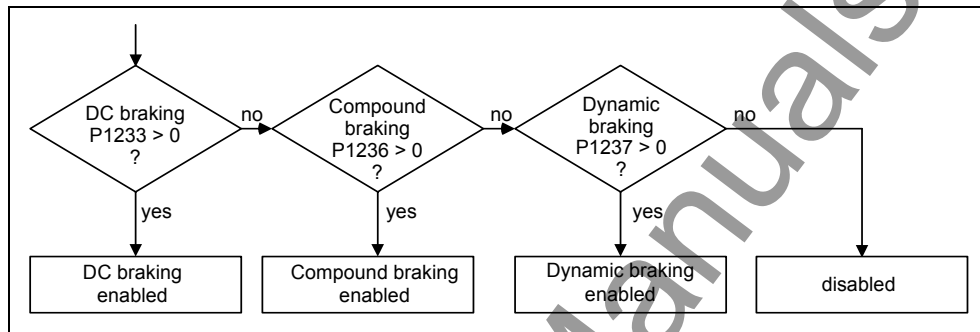 DC braking
P1233 > 0
?
no
Compound
braking
P1236 > 0
?
no
Dynamic
braking
P1237 > 0
?
no
yes
yes
yes
DC braking
enabled
Compound braking
enabled
Dynamic braking
enabled
disabled
Manuals